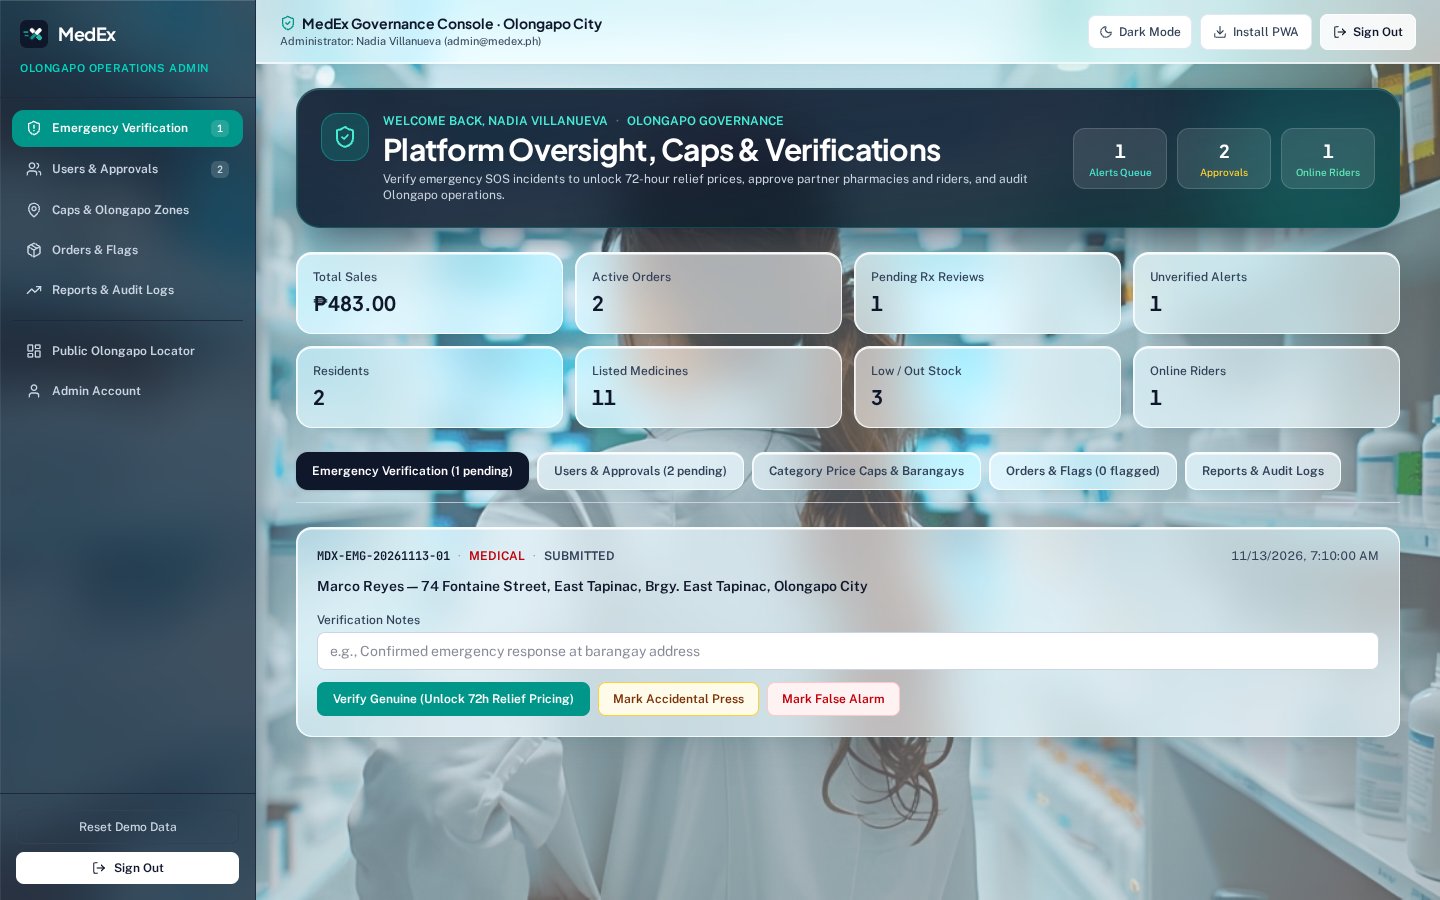 MedEx
OLONGAPO OPERATIONS ADMIN
Emergency Verification 1
Users & Approvals 2
Caps & Olongapo Zones
Orders & Flags
Reports & Audit Logs
Public Olongapo Locator
Admin Account
Reset Demo Data
Sign Out
MedEx Governance Console · Olongapo City
Administrator: Nadia Villanueva (admin@medex.ph)
Dark Mode
Install PWA
Sign Out
WELCOME BACK, NADIA VILLANUEVA · OLONGAPO GOVERNANCE
Platform Oversight, Caps & Verifications
Verify emergency SOS incidents to unlock 72-hour relief prices, approve partner pharmacies and riders, and audit
Olongapo operations.
1
Alerts Queue
2
Approvals
1
Online Riders
Total Sales
₱483.00
Active Orders
2
Pending Rx Reviews
1
Unverified Alerts
1
Residents
2
Listed Medicines
11
Low / Out Stock
3
Online Riders
1
Emergency Verification (1 pending)
Users & Approvals (2 pending)
Category Price Caps & Barangays
Orders & Flags (0 flagged)
Reports & Audit Logs
MDX-EMG-20261113-01 · MEDICAL · SUBMITTED
11/13/2026, 7:10:00 AM
Marco Reyes — 74 Fontaine Street, East Tapinac, Brgy. East Tapinac, Olongapo City
Verification Notes
e.g., Confirmed emergency response at barangay address
Verify Genuine (Unlock 72h Relief Pricing)
Mark Accidental Press
Mark False Alarm